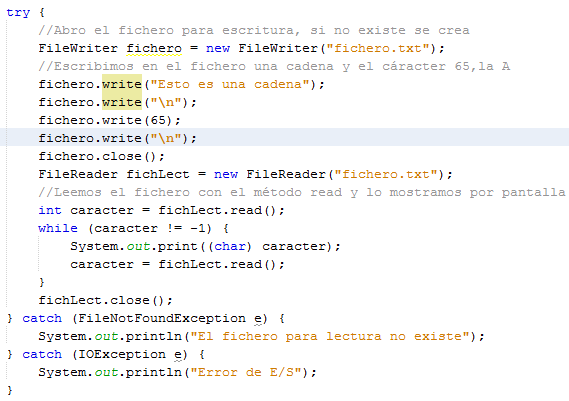 try {
    //Abro el fichero para escritura, si no existe se crea
    FileWriter fichero = new FileWriter("fichero.txt");
    //Escribimos en el fichero una cadena y el cáracter 65,la A
    fichero.write("Esto es una cadena");
    fichero.write("\n");
    fichero.write(65);
    fichero.write("\n");
    fichero.close();
    FileReader fichLect = new FileReader("fichero.txt");
    //Leemos el fichero con el método read y lo mostramos por pantalla
    int caracter = fichLect.read();
    while (caracter != -1) {
        System.out.print((char) caracter);
        caracter = fichLect.read();
    }
    fichLect.close();
} catch (FileNotFoundException e) {
    System.out.println("El fichero para lectura no existe");
} catch (IOException e) {
    System.out.println("Error de E/S");
}